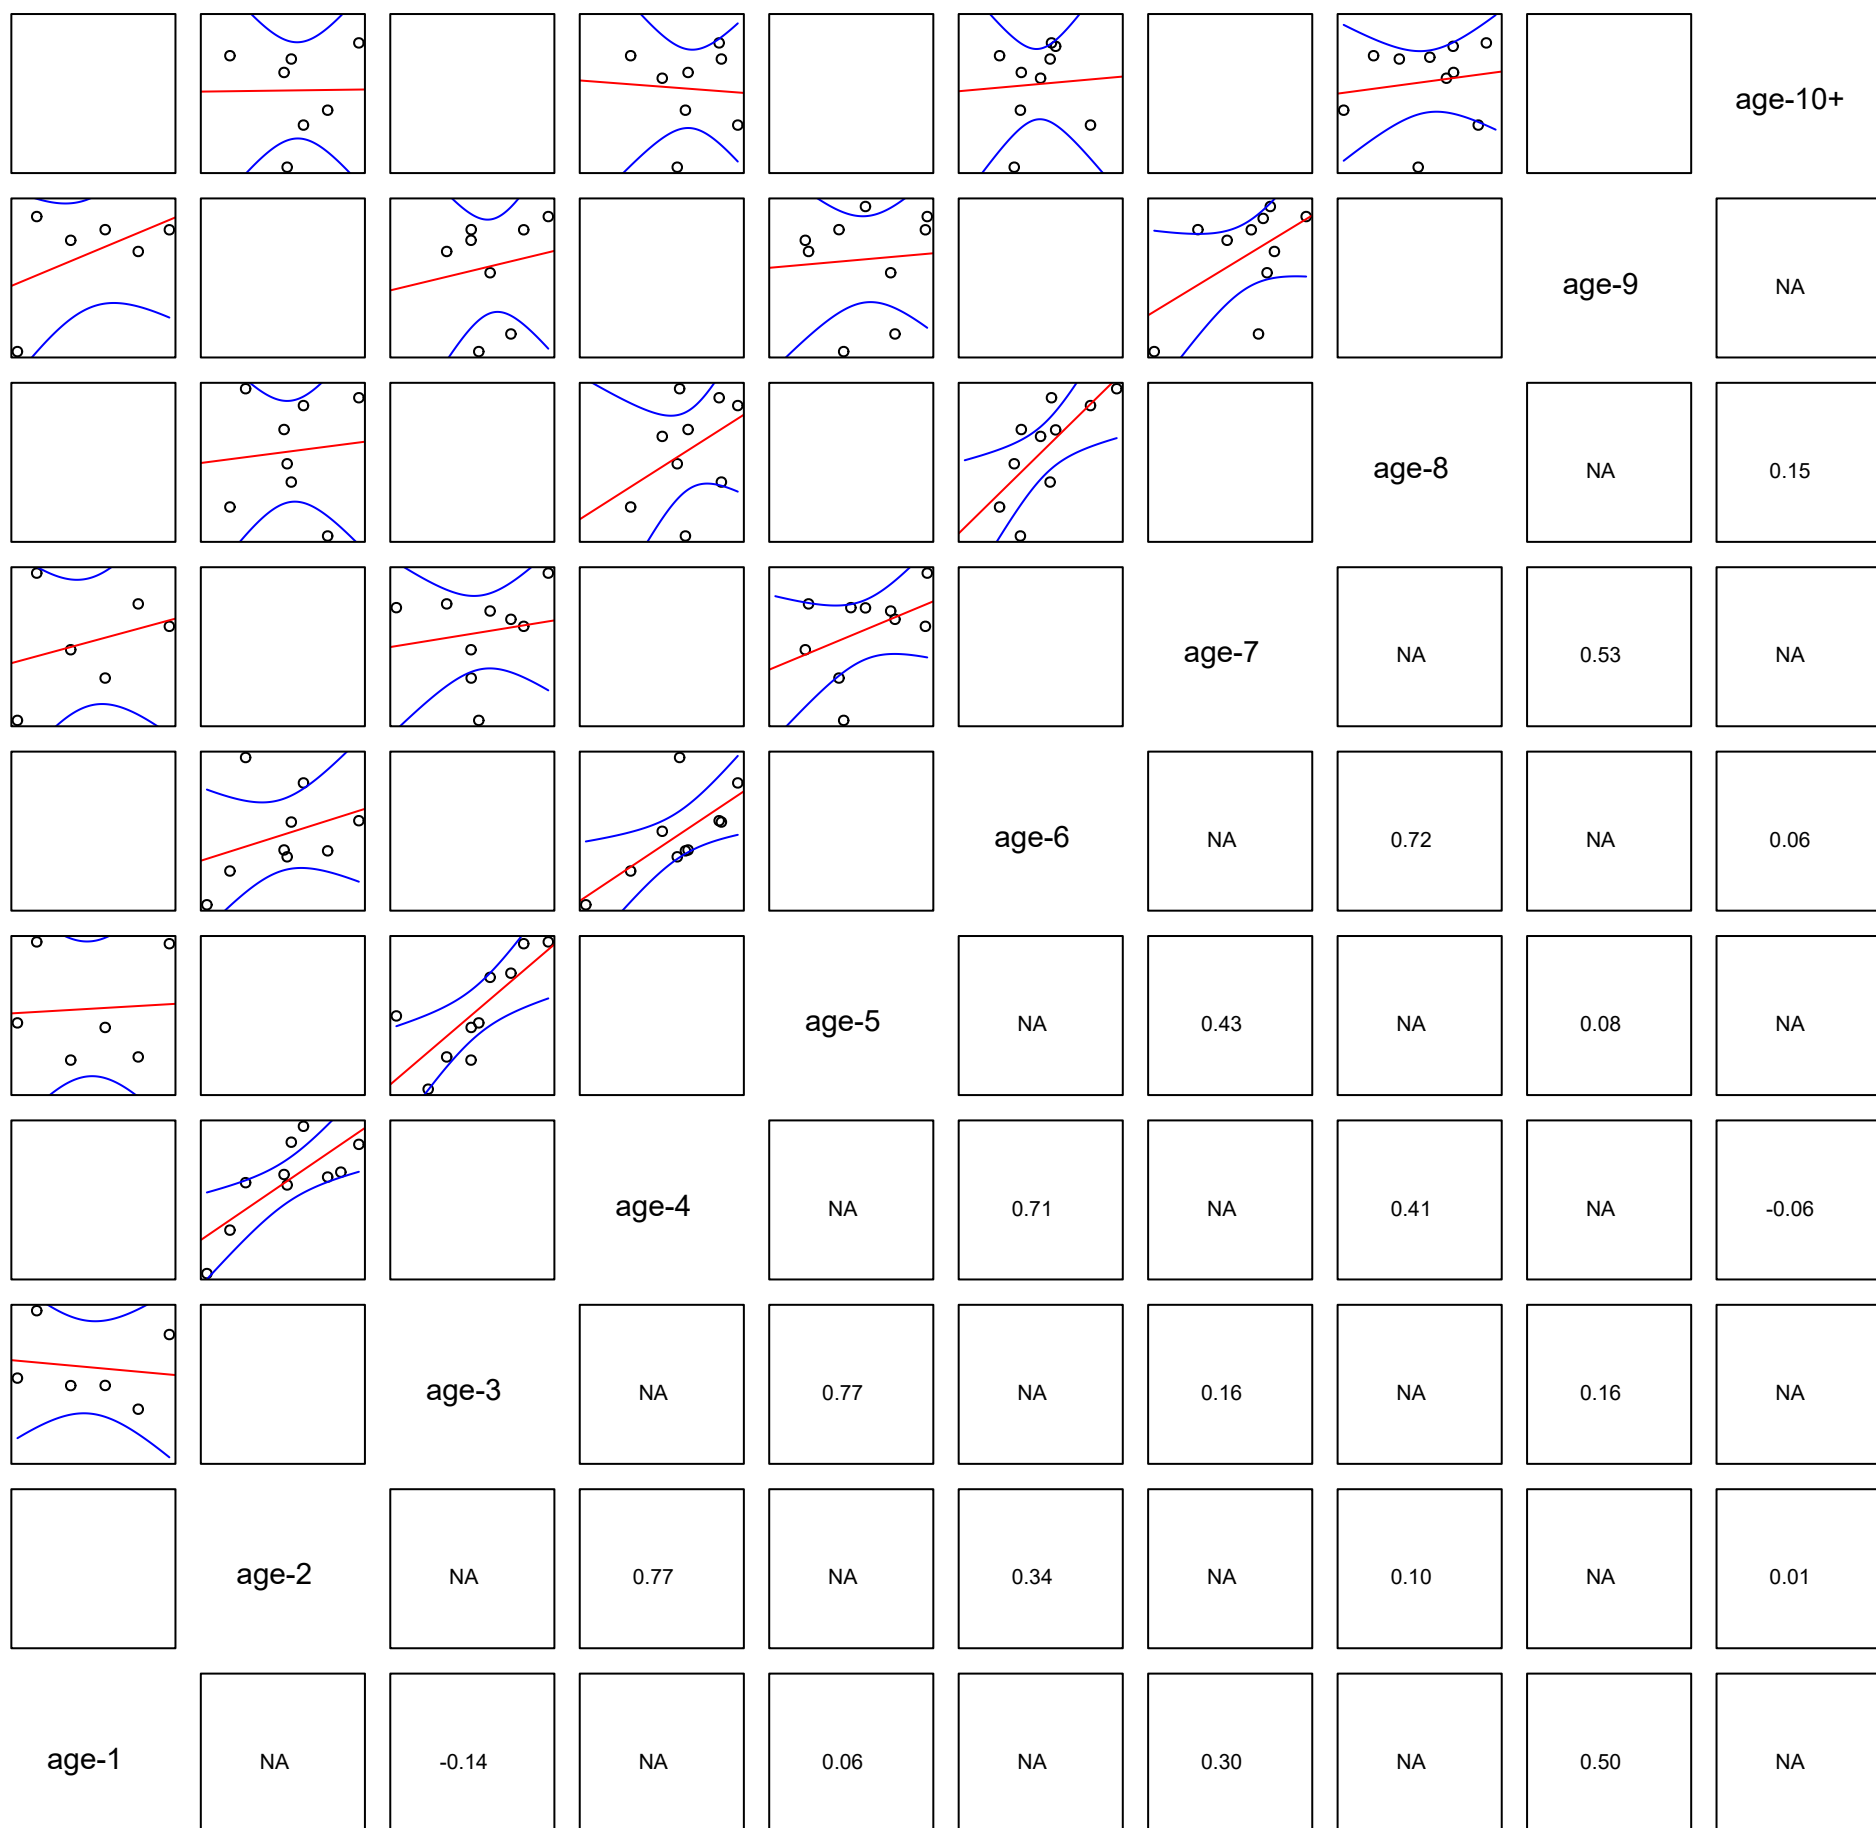 age-10+
age-9 NA
age-8 NA 0.15
age-7 NA 0.53 NA
age-6 NA 0.72 NA 0.06
age-5 NA 0.43 NA 0.08 NA
age-4 NA 0.71 NA 0.41 NA -0.06
age-3 NA 0.77 NA 0.16 NA 0.16 NA
age-2 NA 0.77 NA 0.34 NA 0.10 NA 0.01
age-1 NA -0.14 NA 0.06 NA 0.30 NA 0.50 NA